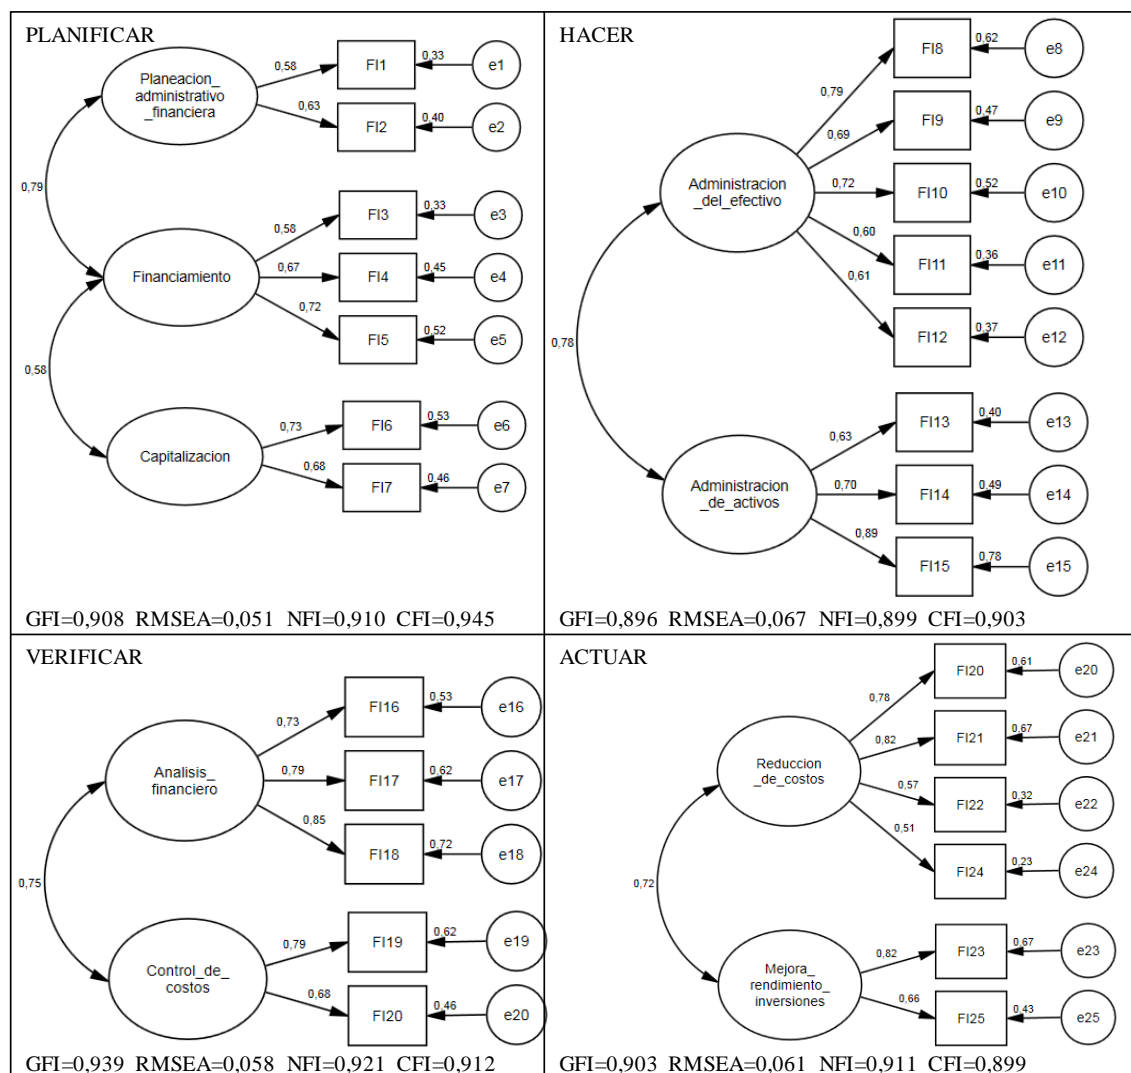 PLANIFICAR
Planeacion_
administrativo
_financiera
0,58
FI1
0,33
e1
0,63
FI2
0,40
e2
0,79
Financiamiento
0,58
FI3
0,33
e3
0,67
FI4
0,45
e4
0,72
FI5
0,52
e5
0,58
Capitalizacion
0,73
FI6
0,53
e6
0,68
FI7
0,46
e7
GFI=0,908 RMSEA=0,051 NFI=0,910 CFI=0,945
HACER
Administracion
_del_efectivo
0,79
FI8
0,62
e8
0,69
FI9
0,47
e9
0,72
FI10
0,52
e10
0,60
FI11
0,36
e11
0,61
FI12
0,37
e12
0,78
Administracion
_de_activos
0,63
FI13
0,40
e13
0,70
FI14
0,49
e14
0,89
FI15
0,78
e15
GFI=0,896 RMSEA=0,067 NFI=0,899 CFI=0,903
VERIFICAR
Analisis_
financiero
0,73
FI16
0,53
e16
0,79
FI17
0,62
e17
0,85
FI18
0,72
e18
0,75
Control_de_
costos
0,79
FI19
0,62
e19
0,68
FI20
0,46
e20
GFI=0,939 RMSEA=0,058 NFI=0,921 CFI=0,912
ACTUAR
Reduccion
_de_costos
0,78
FI20
0,61
e20
0,82
FI21
0,67
e21
0,57
FI22
0,32
e22
0,51
FI24
0,23
e24
0,72
Mejora_
rendimiento_
inversiones
0,82
FI23
0,67
e23
0,66
FI25
0,43
e25
GFI=0,903 RMSEA=0,061 NFI=0,911 CFI=0,899